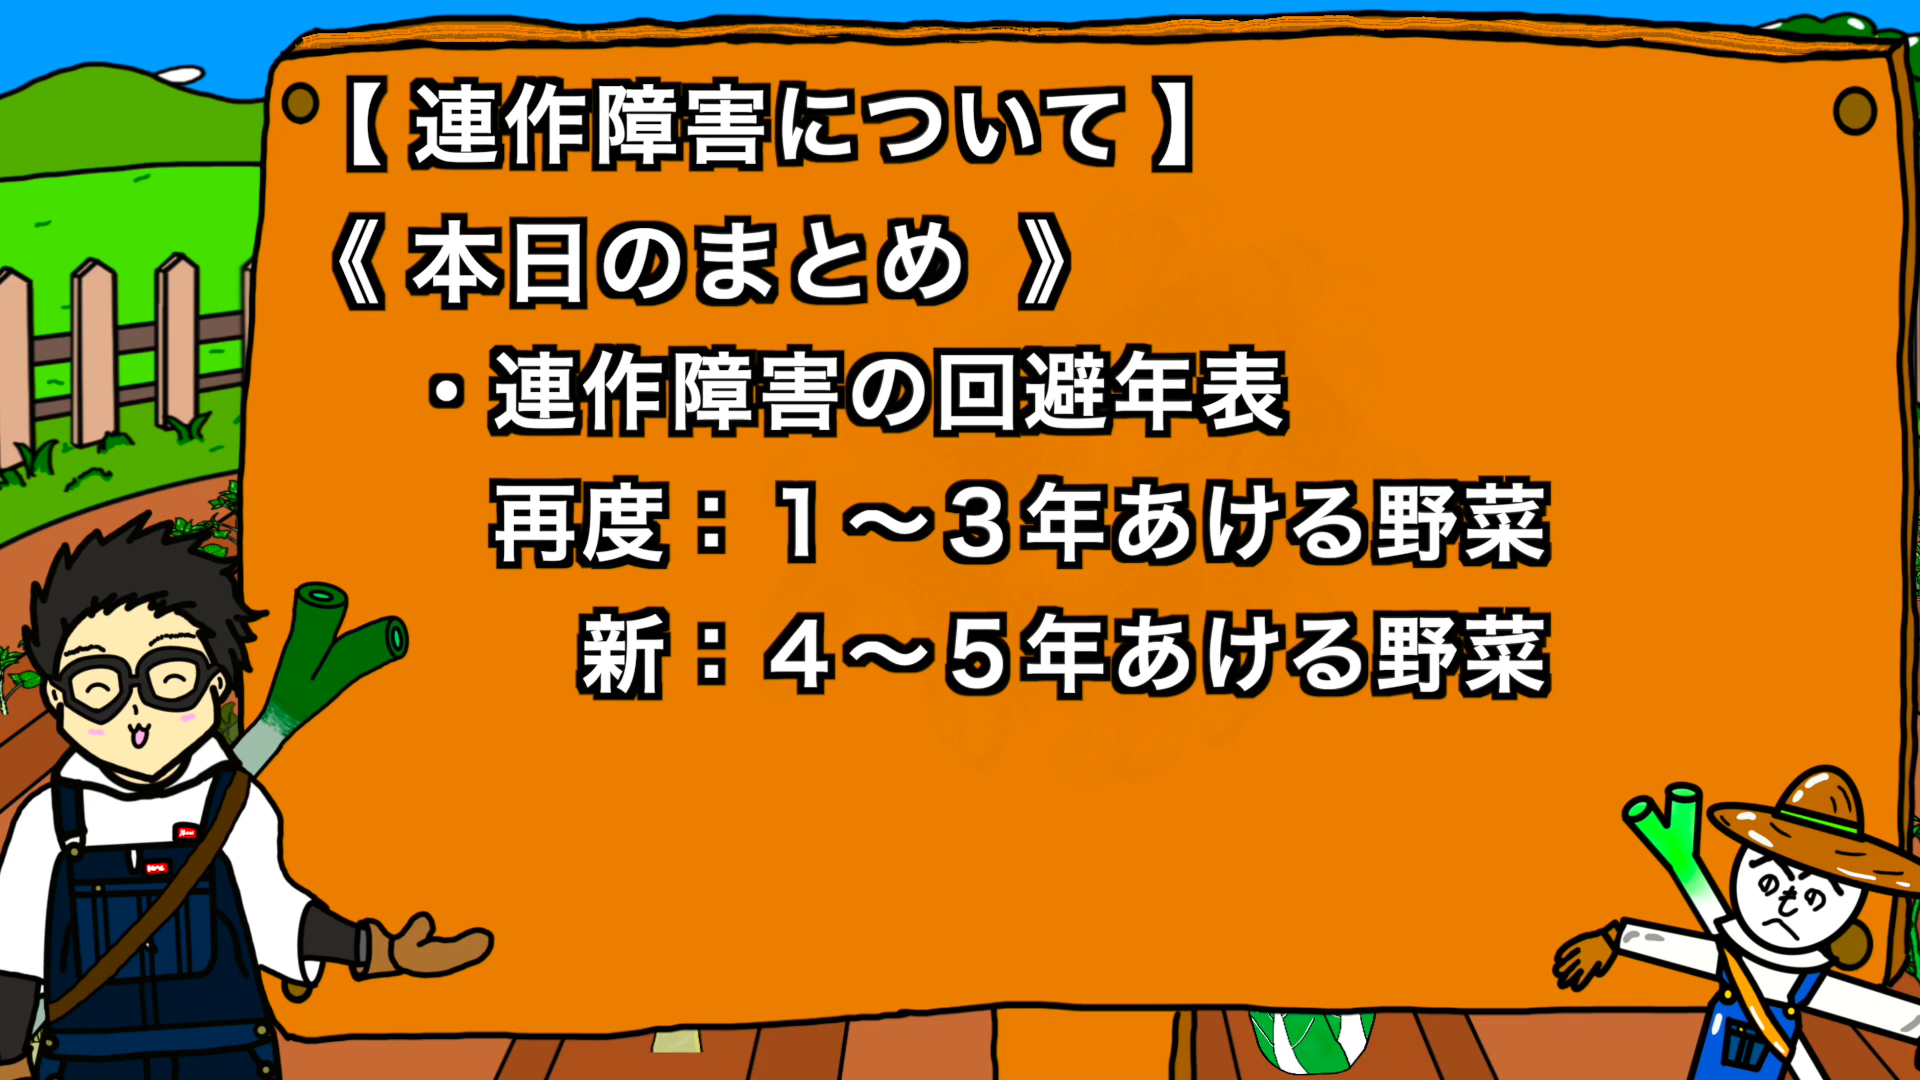 【 連作障害について 】
《 本日のまとめ 》
・連作障害の回避年表
再度：１～３年あける野菜
新：４～５年あける野菜